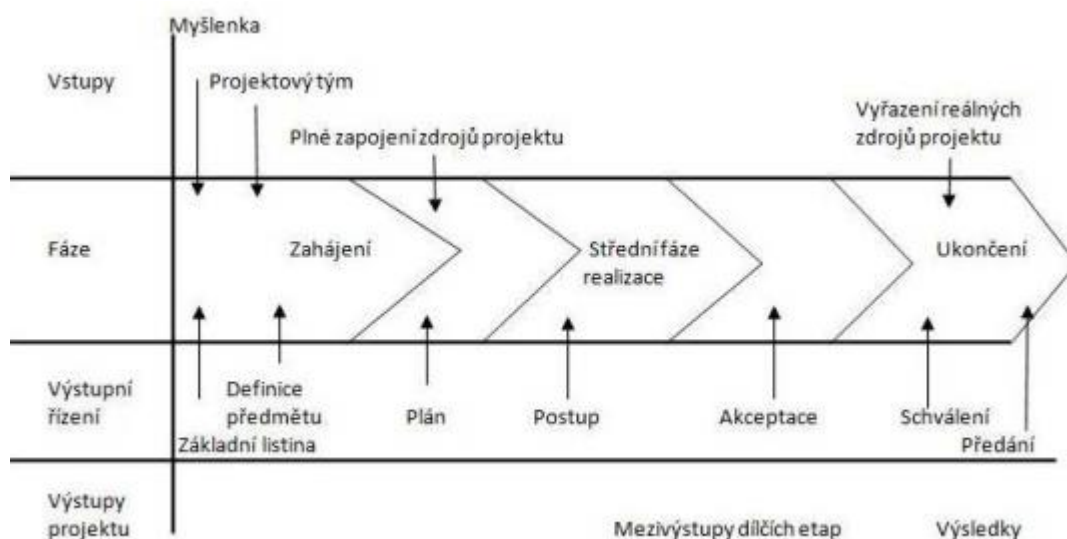 Myšlenka
Vstupy
Projektový tým
Plné zapojení zdrojů projektu
Vyřazení reálných
zdrojů projektu
Fáze
Zahájení
Střední fáze
realizace
Ukončení
Výstupní
řízení
Základní listina
Definice
předmětu
Plán
Postup
Akceptace
Schválení
Předání
Výstupy
projektu
Mezivýstupy dílčích etap
Výsledky